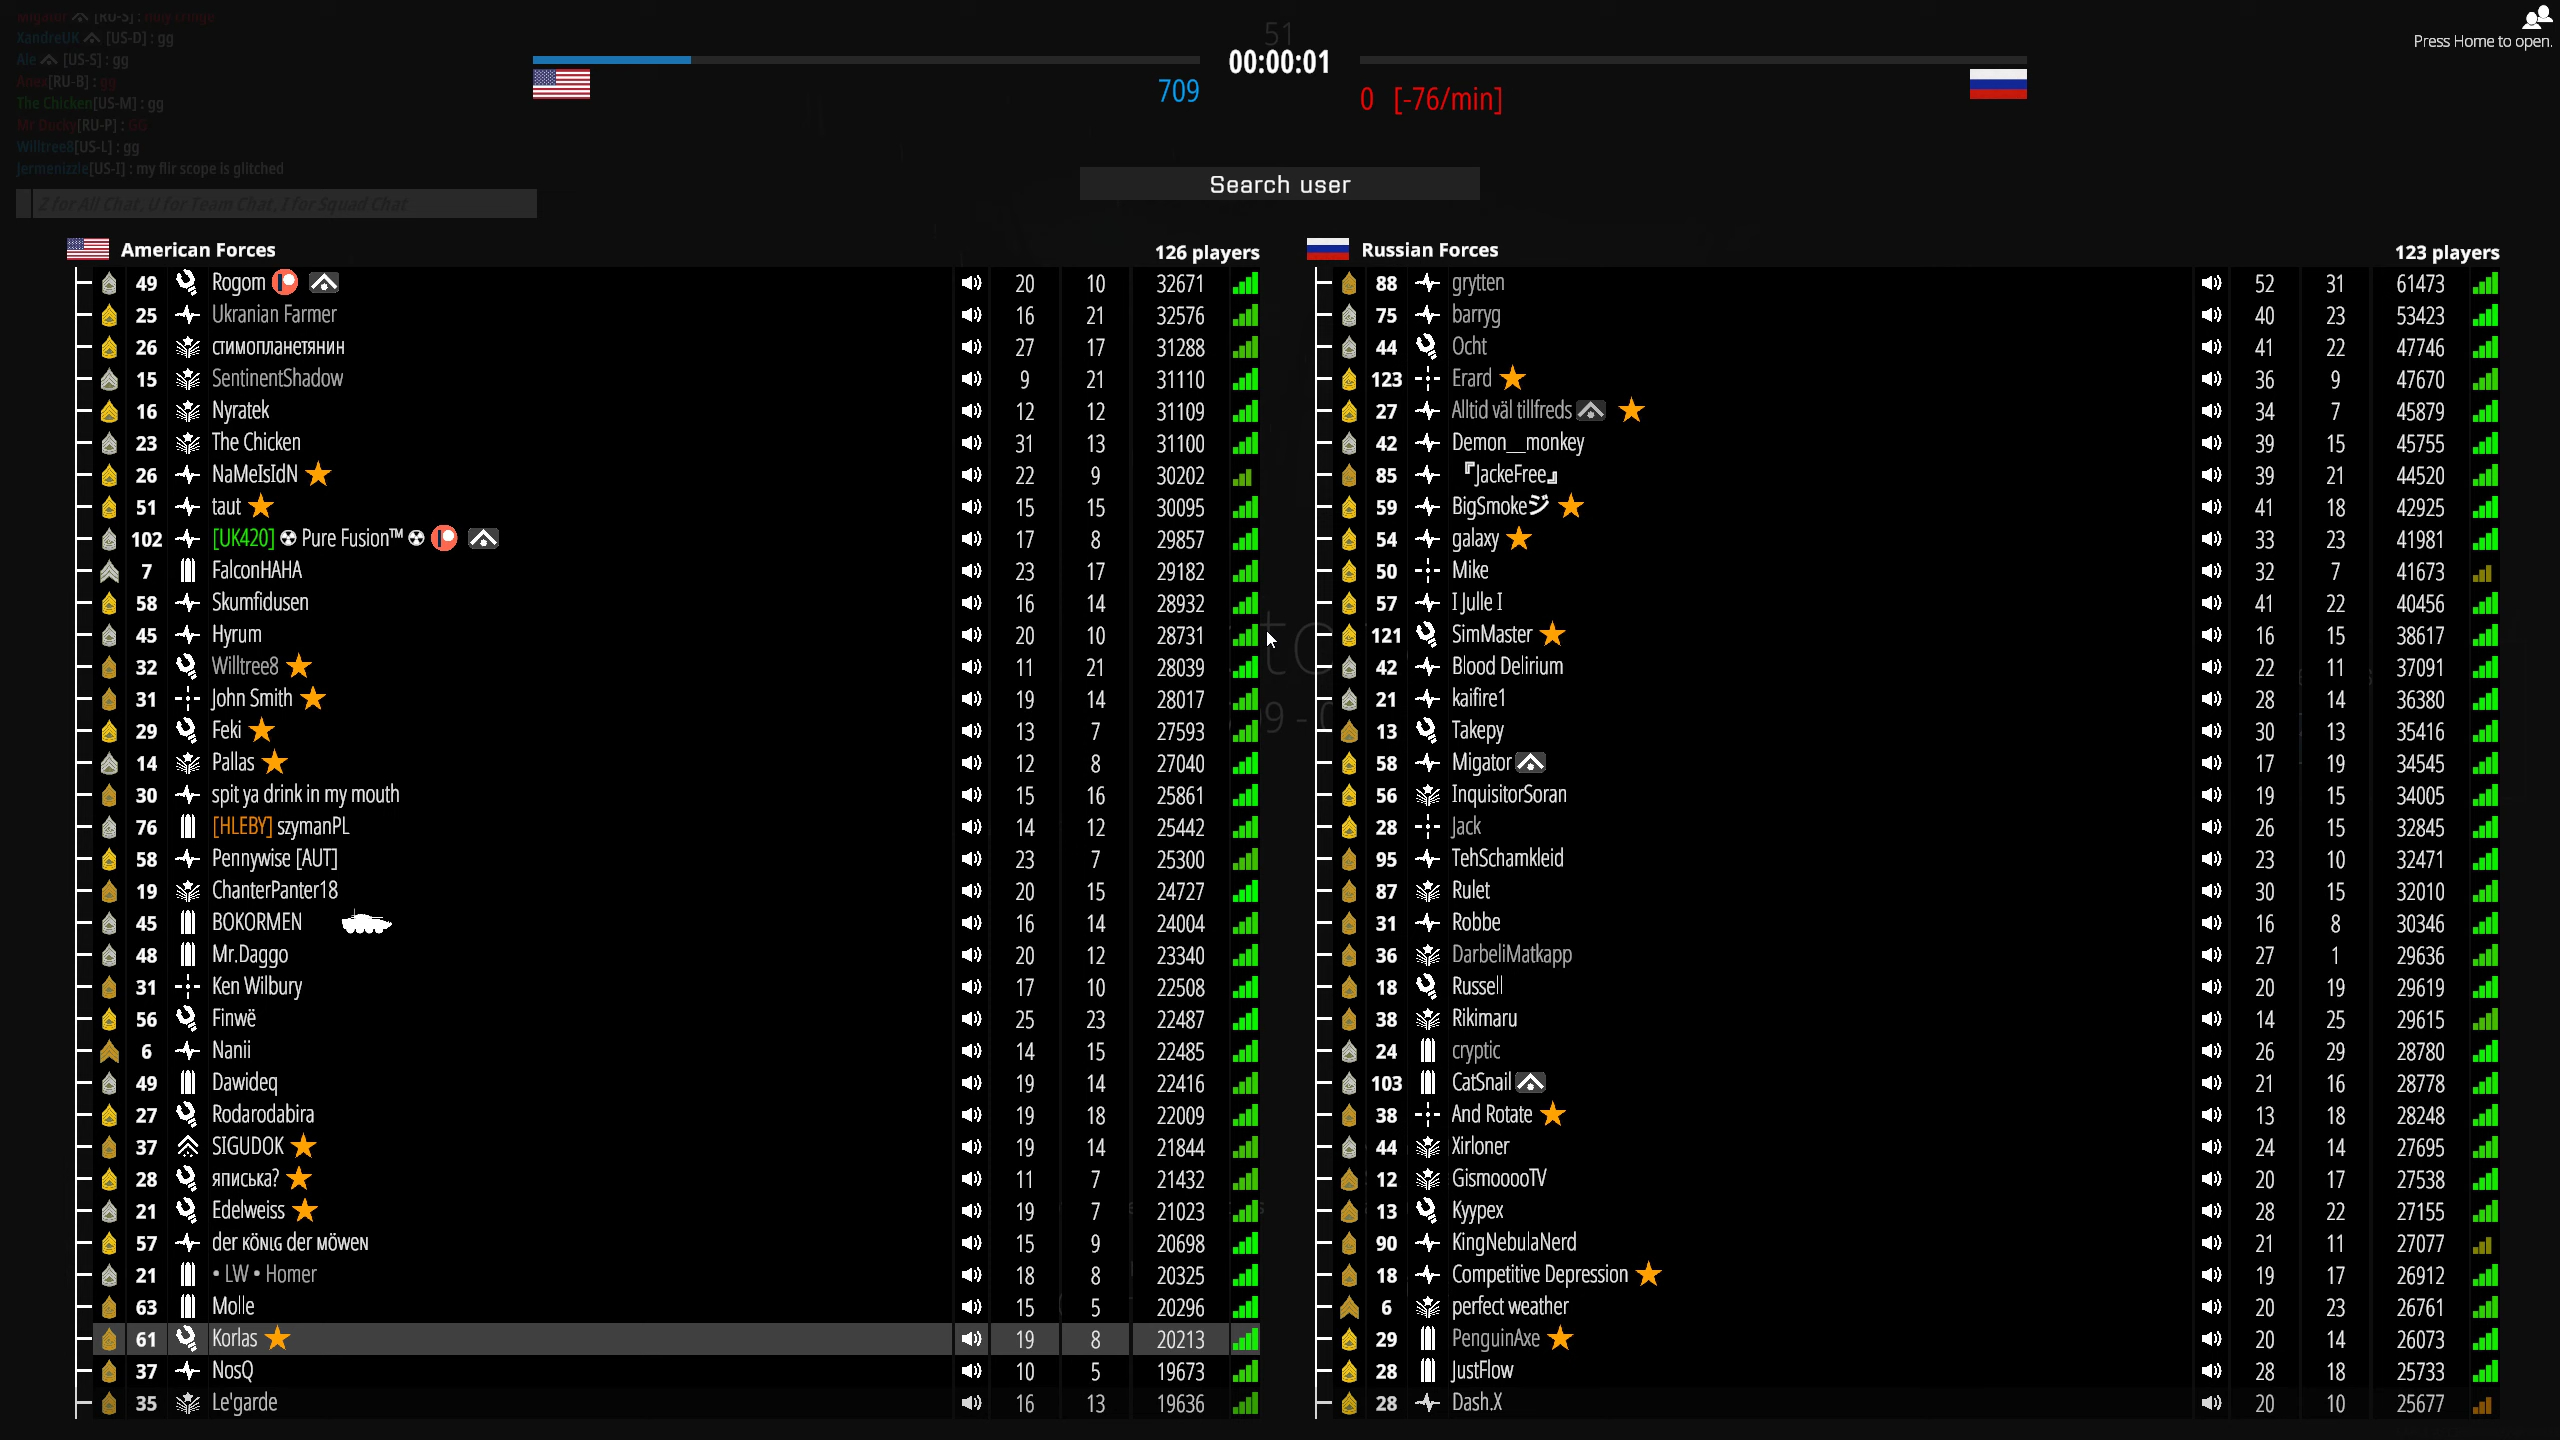 Migator [RU-S] : holy cringe
XandreUK [US-D] : gg
Ale [US-S] : gg
[RU-B] : gg
The Chicken[US-M] : gg
Mr Ducky[RU-P] : GG
Willtree8[US-L] : gg
Jermenizzle[US-I] : my flir scope is glitched
Z for All Chat, U for Team Chat, I for Squad Chat
51
00:00:01
709
0 [-76/min]
Press Home to open.
Search user
American Forces 126 players
49 Rogom 20 10 32671
25 Ukranian Farmer 16 21 32576
26 стимопланетянин 27 17 31288
15 SentinentShadow 9 21 31110
16 Nyratek 12 12 31109
23 The Chicken 31 13 31100
26 NaMeIsIdN 22 9 30202
51 taut 15 15 30095
102 [UK420] ☢ Pure Fusion™ ☢ 17 8 29857
7 FalconHAHA 23 17 29182
58 Skumfidusen 16 14 28932
45 Hyrum 20 10 28731
32 Willtree8 11 21 28039
31 John Smith 19 14 28017
29 Feki 13 7 27593
14 Pallas 12 8 27040
30 spit ya drink in my mouth 15 16 25861
76 [HLEBY] szymanPL 14 12 25442
58 Pennywise [AUT] 23 7 25300
19 ChanterPanter18 20 15 24727
45 BOKORMEN 16 14 24004
48 Mr.Daggo 20 12 23340
31 Ken Wilbury 17 10 22508
56 Finwë 25 23 22487
6 Nanii 14 15 22485
49 Dawideq 19 14 22416
27 Rodarodabira 19 18 22009
37 SIGUDOK 19 14 21844
28 яписька? 11 7 21432
21 Edelweiss 19 7 21023
57 der KÖNIG der MÖWEN 15 9 20698
21 • LW • Homer 18 8 20325
63 Molle 15 5 20296
61 Korlas 19 8 20213
37 NosQ 10 5 19673
35 Le'garde 16 13 19636
Russian Forces 123 players
88 grytten 52 31 61473
75 barryg 40 23 53423
44 Ocht 41 22 47746
123 Erard 36 9 47670
27 Alltid väl tillfreds 34 7 45879
42 Demon__monkey 39 15 45755
85 『JackeFree』 39 21 44520
59 BigSmokeジ 41 18 42925
54 galaxy 33 23 41981
50 Mike 32 7 41673
57 I Julle I 41 22 40456
121 SimMaster 16 15 38617
42 Blood Delirium 22 11 37091
21 kaifire1 28 14 36380
13 Takepy 30 13 35416
58 Migator 17 19 34545
56 InquisitorSoran 19 15 34005
28 Jack 26 15 32845
95 TehSchamkleid 23 10 32471
87 Rulet 30 15 32010
31 Robbe 16 8 30346
36 DarbeliMatkapp 27 1 29636
18 Russell 20 19 29619
38 Rikimaru 14 25 29615
24 cryptic 26 29 28780
103 CatSnail 21 16 28778
38 And Rotate 13 18 28248
44 Xirloner 24 14 27695
12 GismooooTV 20 17 27538
13 Kyypex 28 22 27155
90 KingNebulaNerd 21 11 27077
18 Competitive Depression 19 17 26912
6 perfect weather 20 23 26761
29 PenguinAxe 20 14 26073
28 JustFlow 28 18 25733
28 Dash.X 20 10 25677